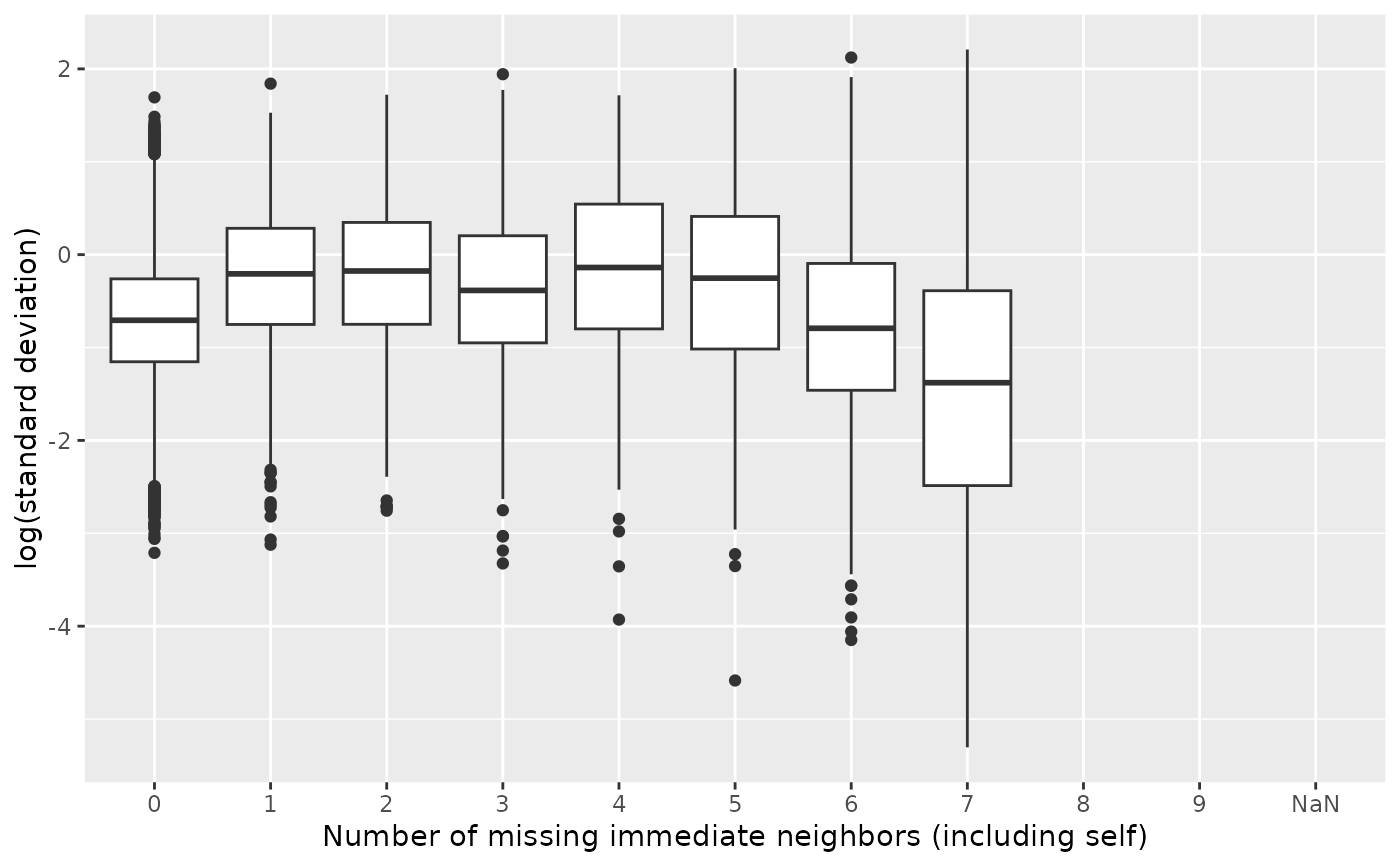 log(standard deviation)
2
0
-2
-4
0 1 2 3 4 5 6 7 8 9 NaN
Number of missing immediate neighbors (including self)